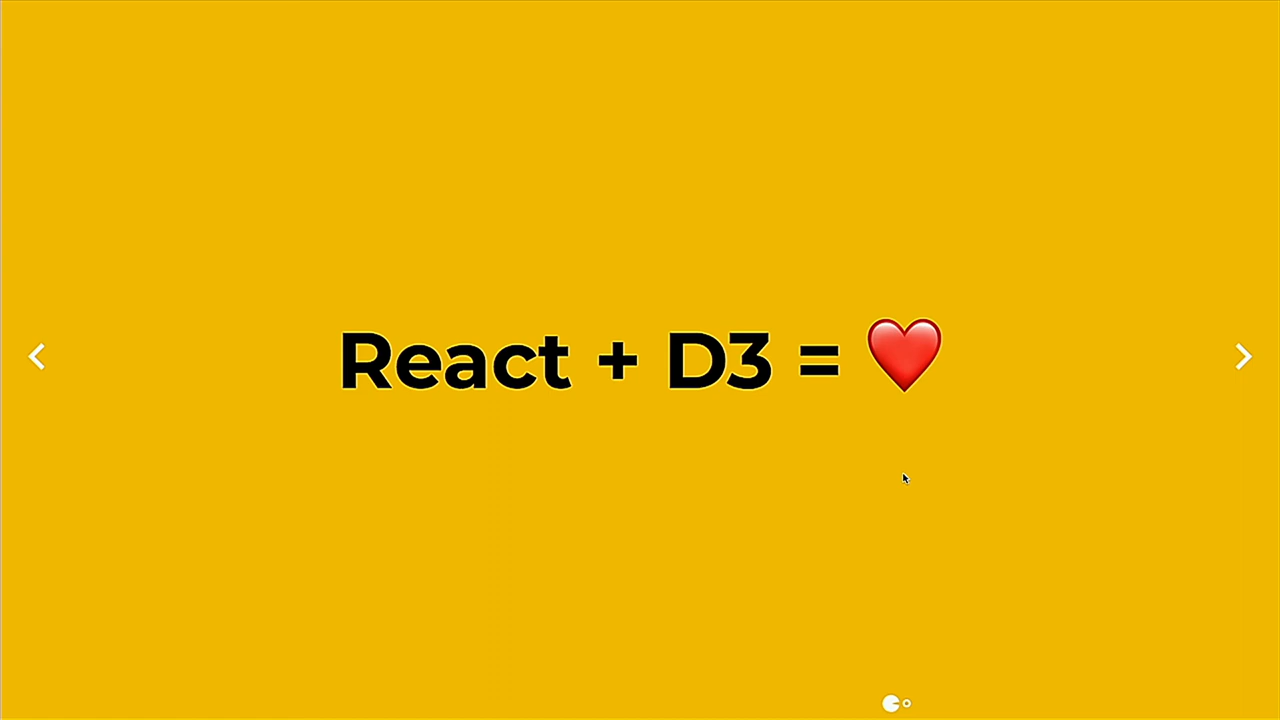 React + D3 = ❤️